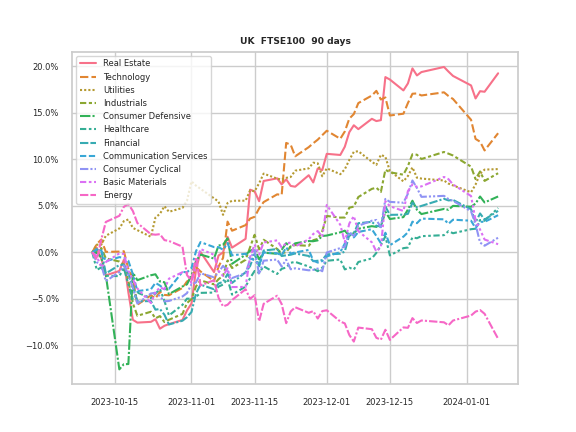 UK  FTSE100  90 days
20.0%
15.0%
10.0%
5.0%
0.0%
−5.0%
−10.0%
Real Estate
Technology
Utilities
Industrials
Consumer Defensive
Healthcare
Financial
Communication Services
Consumer Cyclical
Basic Materials
Energy
2023-10-15
2023-11-01
2023-11-15
2023-12-01
2023-12-15
2024-01-01